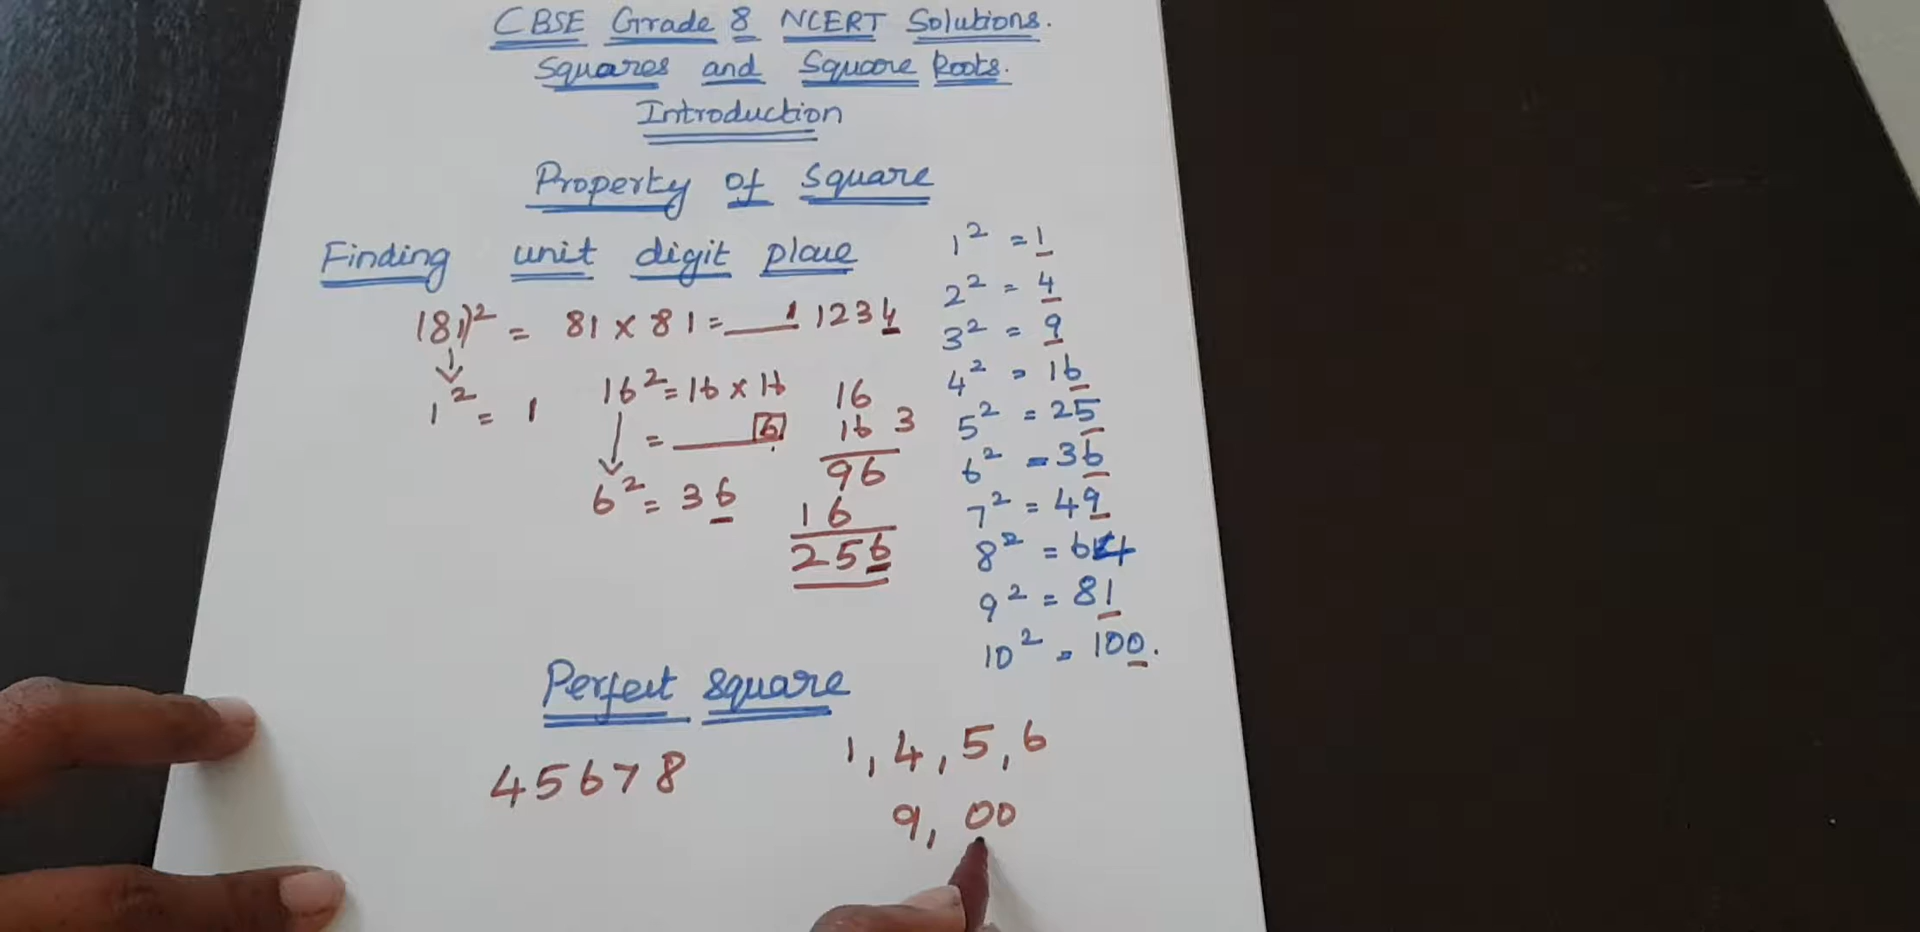 CBSE Grade 8 NCERT Solutions.
Squares and Square Roots.
Introduction
Property of Square
Finding unit digit place
(81)² = 81 × 81 = ____1 1234
↓
1² = 1
16² = 16 × 16
↓ = ____6
6² = 36
16
16 3
96
16
256
1² = 1
2² = 4
3² = 9
4² = 16
5² = 25
6² = 36
7² = 49
8² = 64
9² = 81
10² = 100.
Perfect square
45678
1, 4, 5, 6
9, 00